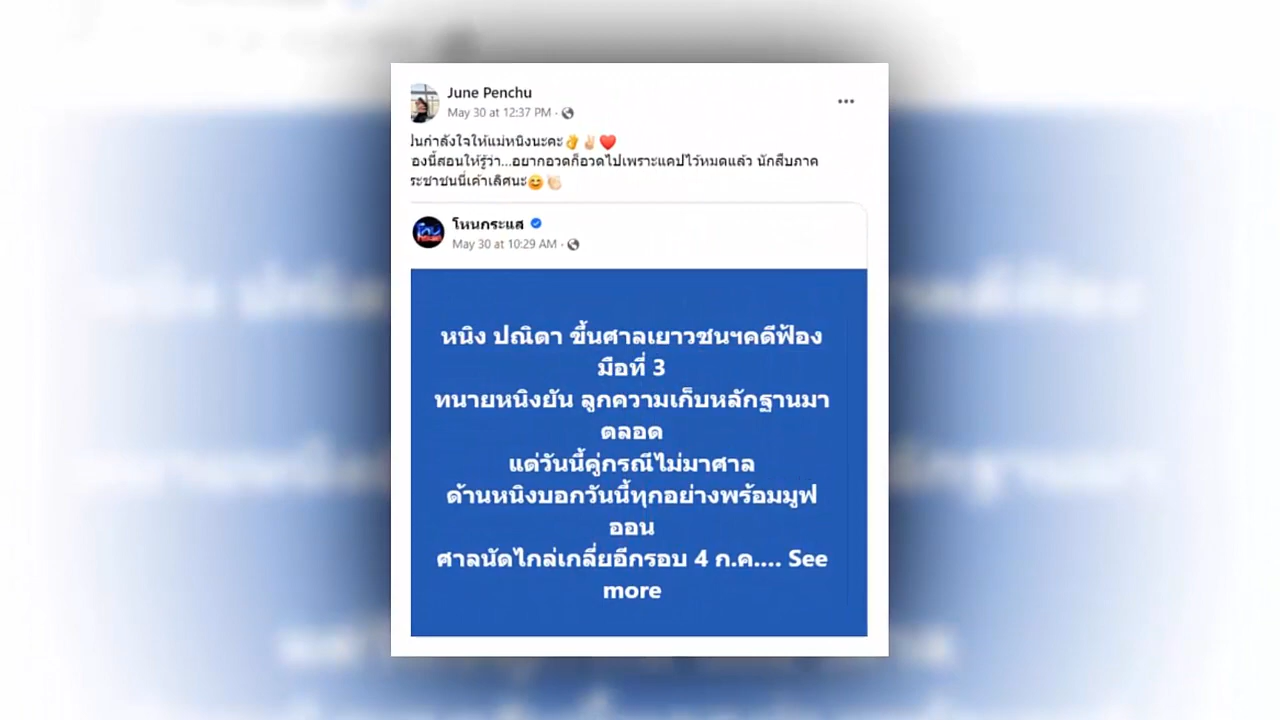 June Penchu
May 30 at 12:37 PM ·
ป็นกำลังใจให้แม่หนิงนะคะ👌✌🏻❤️
องนี้สอนให้รู้ว่า...อยากอวดก็อวดไปเพราะแคปไว้หมดแล้ว นักสืบภาค
ระชาชนนี่เค้าเลิศนะ😊👏🏻
โหนกระแส
May 30 at 10:29 AM ·
หนิง ปณิตา ขึ้นศาลเยาวชนฯคดีฟ้อง
มือที่ 3
ทนายหนิงยัน ลูกความเก็บหลักฐานมา
ตลอด
แต่วันนี้คู่กรณีไม่มาศาล
ด้านหนิงบอกวันนี้ทุกอย่างพร้อมมูฟ
ออน
ศาลนัดไกล่เกลี่ยอีกรอบ 4 ก.ค.... See
more